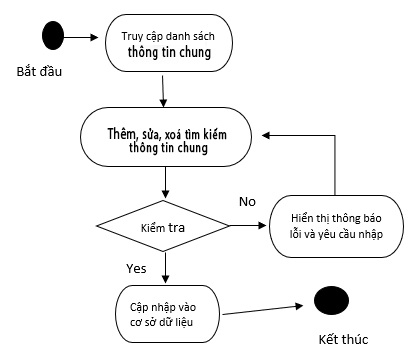 Truy cập danh sách
thông tin chung
Bắt đầu
Thêm, sửa, xoá tìm kiếm
thông tin chung
No
Kiểm tra
Hiển thị thông báo
lỗi và yêu cầu nhập
Yes
Cập nhập vào
cơ sở dữ liệu
Kết thúc